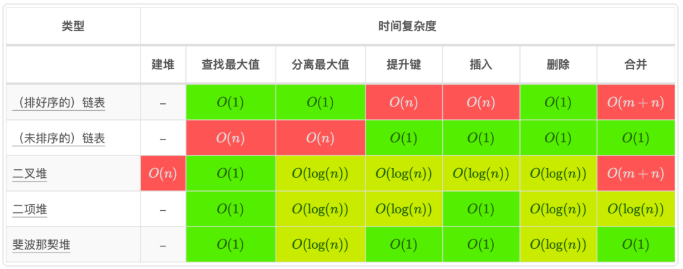 类型 时间复杂度
建堆 查找最大值 分离最大值 提升键 插入 删除 合并
（排好序的）链表 – O(1) O(1) O(n) O(n) O(1) O(m + n)
（未排序的）链表 – O(n) O(n) O(1) O(1) O(1) O(1)
二叉堆 O(n) O(1) O(log(n)) O(log(n)) O(log(n)) O(log(n)) O(m + n)
二项堆 – O(1) O(log(n)) O(log(n)) O(1) O(log(n)) O(log(n))
斐波那契堆 – O(1) O(log(n)) O(1) O(1) O(log(n)) O(1)